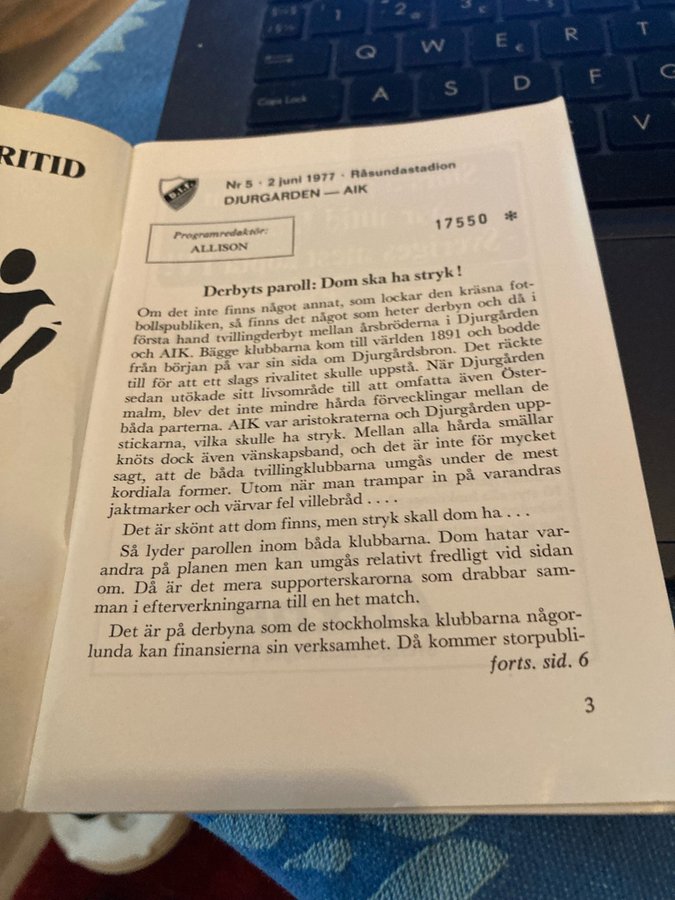 RITID
D.I.F.
Nr 5 · 2 juni 1977 · Råsundastadion
DJURGÅRDEN — AIK
17550 *
Programredaktör:
ALLISON
Derbyts paroll: Dom ska ha stryk!
Om det inte finns något annat, som lockar den kräsna fot-
bollspubliken, så finns det något som heter derbyn och då i
första hand tvillingderbyt mellan årsbröderna i Djurgården
och AIK. Bägge klubbarna kom till världen 1891 och bodde
från början på var sin sida om Djurgårdsbron. Det räckte
till för att ett slags rivalitet skulle uppstå. När Djurgården
sedan utökade sitt livsområde till att omfatta även Öster-
malm, blev det inte mindre hårda förvecklingar mellan de
båda parterna. AIK var aristokraterna och Djurgården upp-
stickarna, vilka skulle ha stryk. Mellan alla hårda smällar
knöts dock även vänskapsband, och det är inte för mycket
sagt, att de båda tvillingklubbarna umgås under de mest
kordiala former. Utom när man trampar in på varandras
jaktmarker och värvar fel villebråd . . . .
Det är skönt att dom finns, men stryk skall dom ha . . .
Så lyder parollen inom båda klubbarna. Dom hatar var-
andra på planen men kan umgås relativt fredligt vid sidan
om. Då är det mera supporterskarorna som drabbar sam-
man i efterverkningarna till en het match.
Det är på derbyna som de stockholmska klubbarna någor-
lunda kan finansierna sin verksamhet. Då kommer storpubli-
forts. sid. 6
3
1 2 3 €
Q W E € R T
Caps Lock A S D F G
V